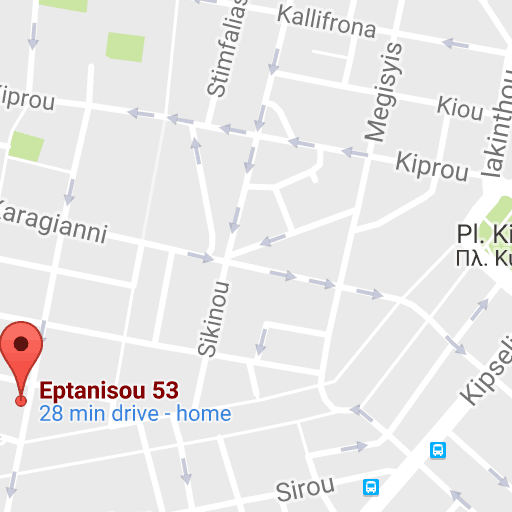 Kallifrona
Stimfalias
Megisyis
Kiprou
Kiou
Iakinthou
Kiprou
Karagianni
Pl. Ki
Πλ. Κυ
Sikinou
Eptanisou 53
28 min drive - home
Kipseli
Sirou